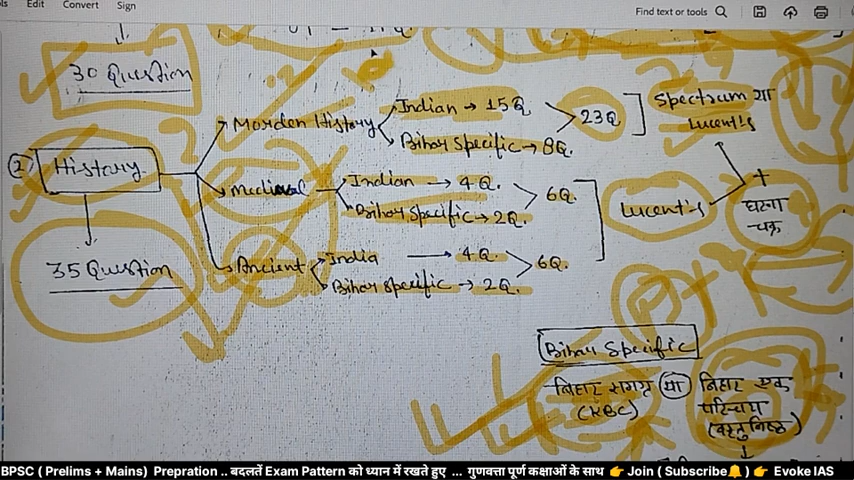 Edit Convert Sign Find text or tools
30 Question
Morden History
Indian → 15Q
Bihar Specific → 8Q.
23Q
Spectrum या
Lucent's
(2) History
Medieval
Indian → 4Q.
Bihar Specific → 2Q.
6Q.
Lucent's
+
घटना
चक्र
35 Question
Ancient
India → 4Q.
Bihar Specific → 2Q.
6Q.
Bihar Specific
बिहार समग्र या बिहार एक
(KBC) परिचय
(वस्तुनिष्ठ)
BPSC ( Prelims + Mains) Prepration .. बदलतें Exam Pattern को ध्यान में रखते हुए ... गुणवत्ता पूर्ण कक्षाओं के साथ 👉 Join ( Subscribe🔔 ) 👉 Evoke IAS